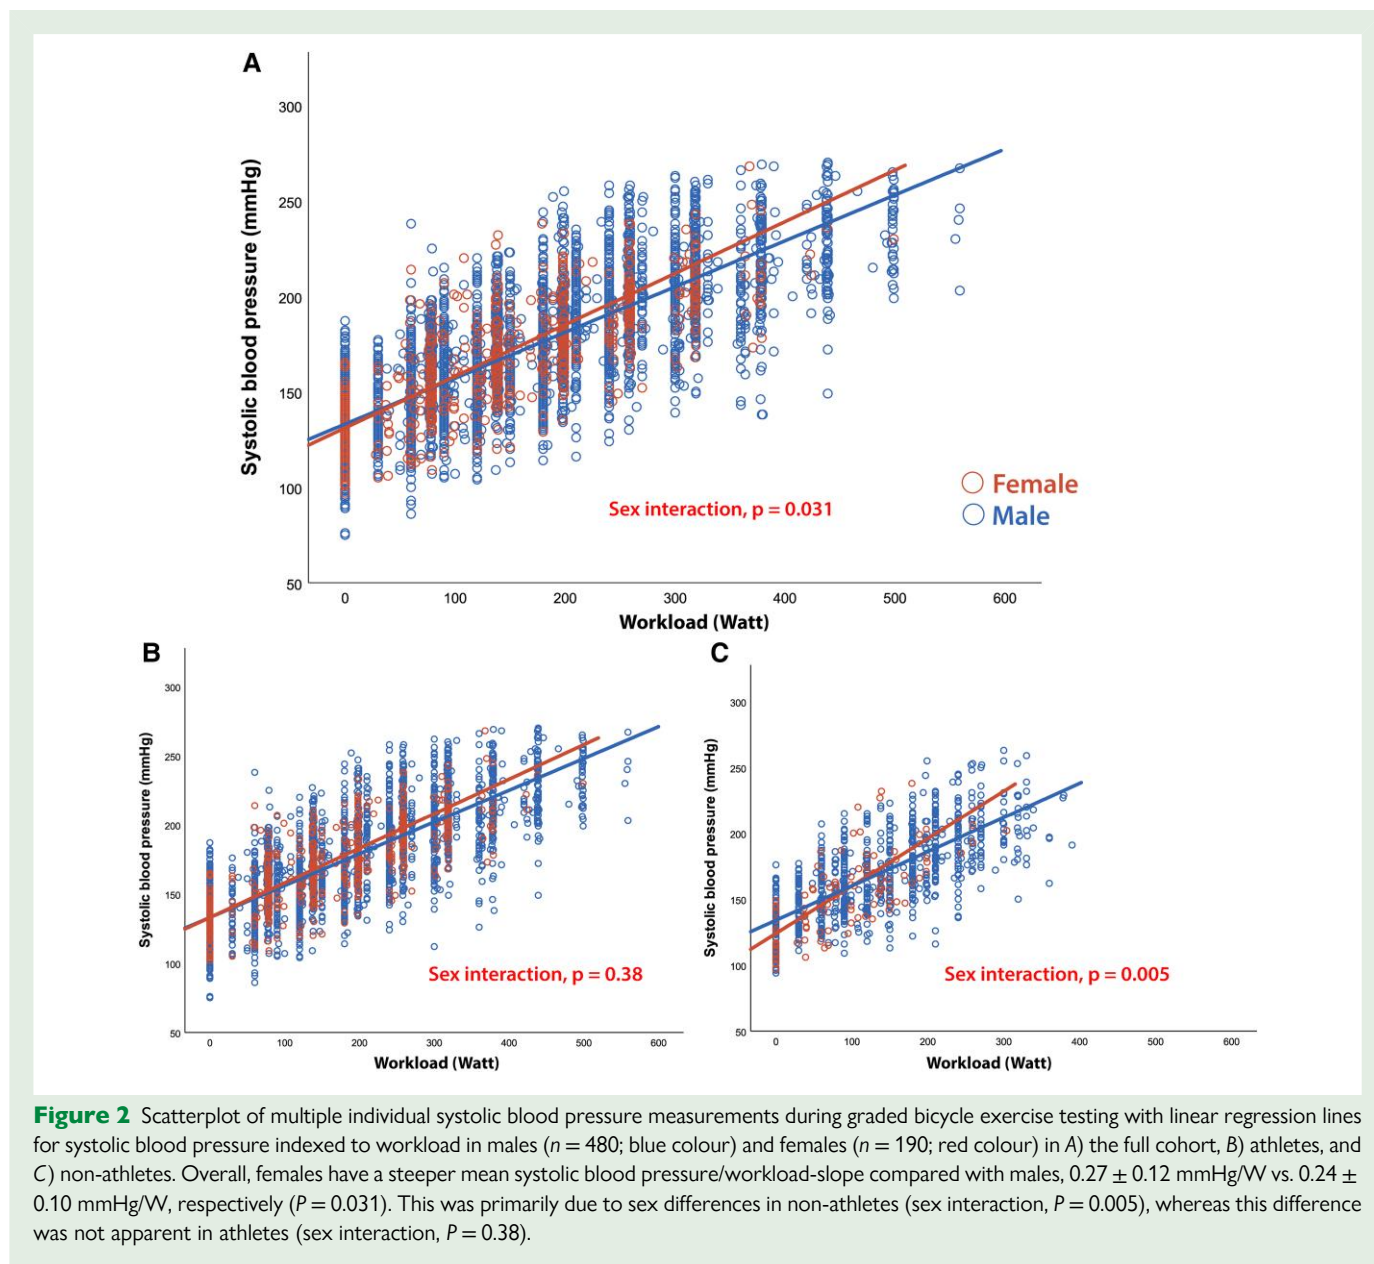 A
300
250
200
150
100
50
Systolic blood pressure (mmHg)
Female
Male
Sex interaction, p = 0.031
0 100 200 300 400 500 600
Workload (Watt)
B
300
250
200
150
100
50
Systolic blood pressure (mmHg)
Sex interaction, p = 0.38
0 100 200 300 400 500 600
Workload (Watt)
C
300
250
200
150
100
50
Systolic blood pressure (mmHg)
Sex interaction, p = 0.005
0 100 200 300 400 500 600
Workload (Watt)
Figure 2 Scatterplot of multiple individual systolic blood pressure measurements during graded bicycle exercise testing with linear regression lines
for systolic blood pressure indexed to workload in males (n = 480; blue colour) and females (n = 190; red colour) in A) the full cohort, B) athletes, and
C) non-athletes. Overall, females have a steeper mean systolic blood pressure/workload-slope compared with males, 0.27 ± 0.12 mmHg/W vs. 0.24 ±
0.10 mmHg/W, respectively (P = 0.031). This was primarily due to sex differences in non-athletes (sex interaction, P = 0.005), whereas this difference
was not apparent in athletes (sex interaction, P = 0.38).